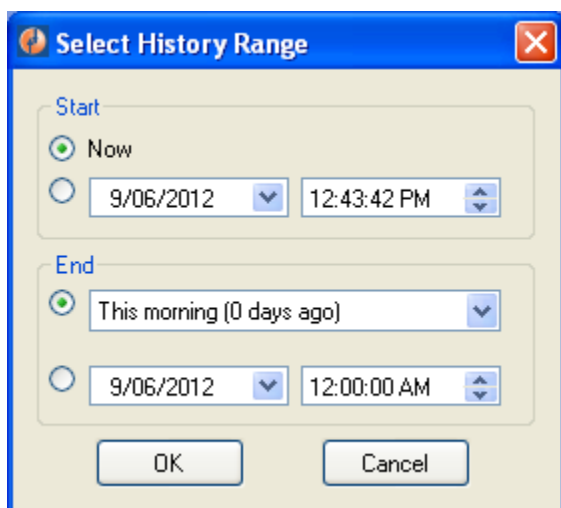 Select History Range
Start
Now
9/06/2012 12:43:42 PM
End
This morning (0 days ago)
9/06/2012 12:00:00 AM
OK Cancel